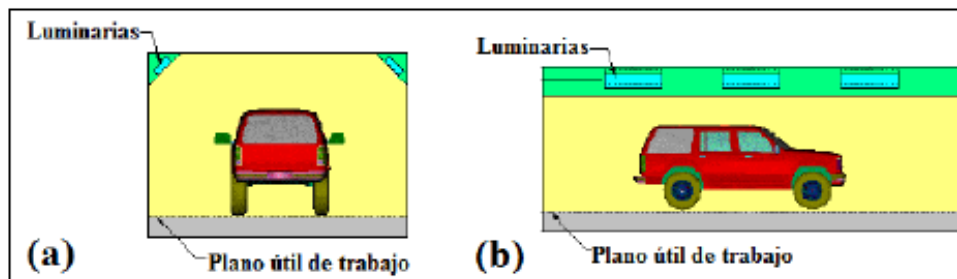 Luminarias
Luminarias
(a)
Plano útil de trabajo
(b)
Plano útil de trabajo